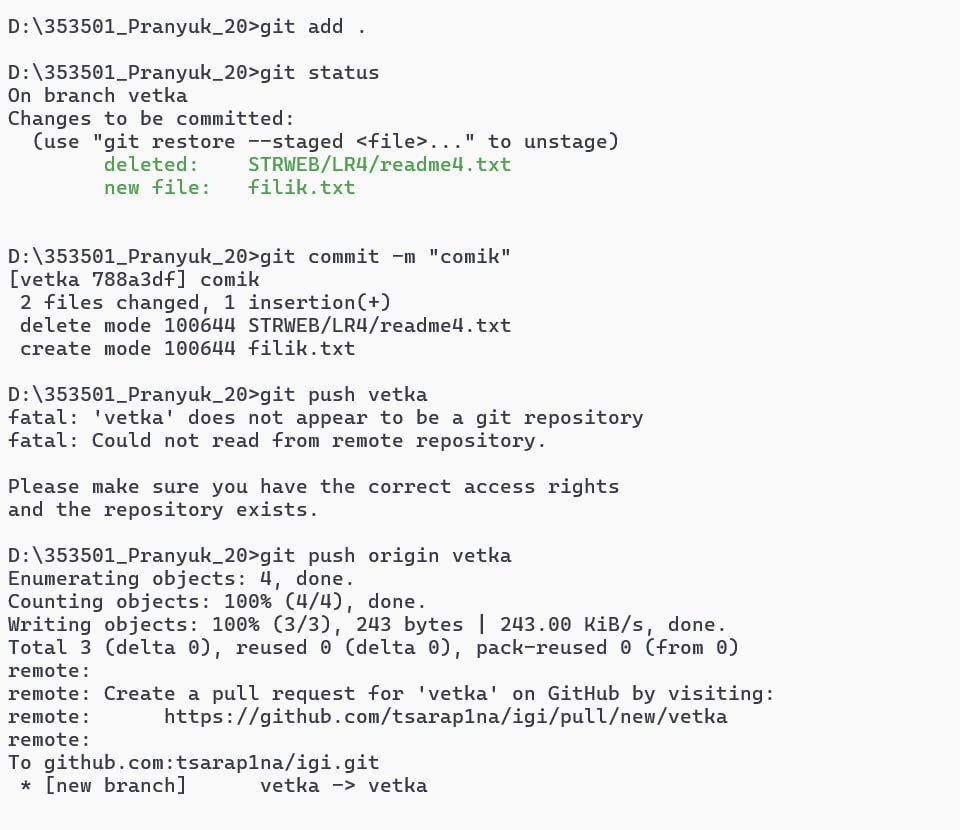 D:\353501_Pranyuk_20>git add .
D:\353501_Pranyuk_20>git status
On branch vetka
Changes to be committed:
  (use "git restore --staged <file>..." to unstage)
        deleted:    STRWEB/LR4/readme4.txt
        new file:   filik.txt
D:\353501_Pranyuk_20>git commit -m "comik"
[vetka 788a3df] comik
 2 files changed, 1 insertion(+)
 delete mode 100644 STRWEB/LR4/readme4.txt
 create mode 100644 filik.txt
D:\353501_Pranyuk_20>git push vetka
fatal: 'vetka' does not appear to be a git repository
fatal: Could not read from remote repository.
Please make sure you have the correct access rights
and the repository exists.
D:\353501_Pranyuk_20>git push origin vetka
Enumerating objects: 4, done.
Counting objects: 100% (4/4), done.
Writing objects: 100% (3/3), 243 bytes | 243.00 KiB/s, done.
Total 3 (delta 0), reused 0 (delta 0), pack-reused 0 (from 0)
remote:
remote: Create a pull request for 'vetka' on GitHub by visiting:
remote:      https://github.com/tsarap1na/igi/pull/new/vetka
remote:
To github.com:tsarap1na/igi.git
 * [new branch]      vetka -> vetka